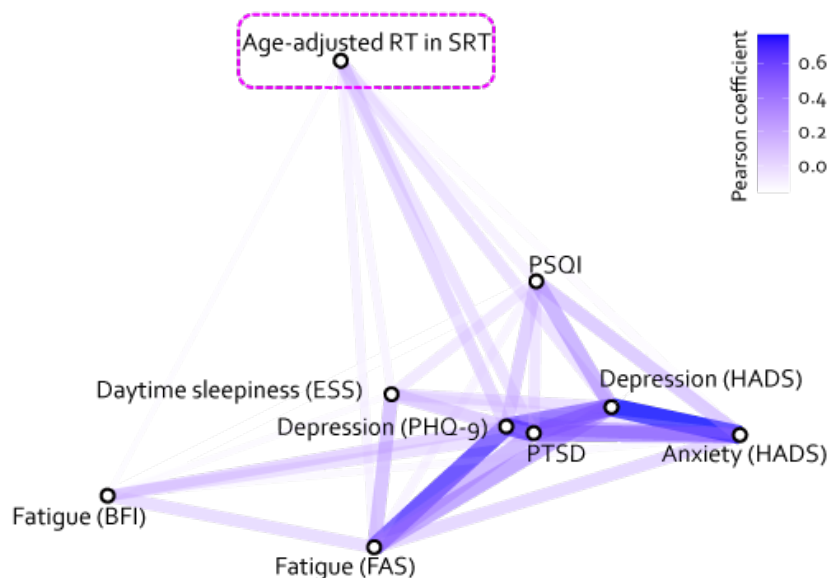 Age-adjusted RT in SRT
Pearson coefficient
0.6
0.4
0.2
0.0
PSQI
Daytime sleepiness (ESS)
Depression (HADS)
Depression (PHQ-9)
PTSD
Anxiety (HADS)
Fatigue (BFI)
Fatigue (FAS)